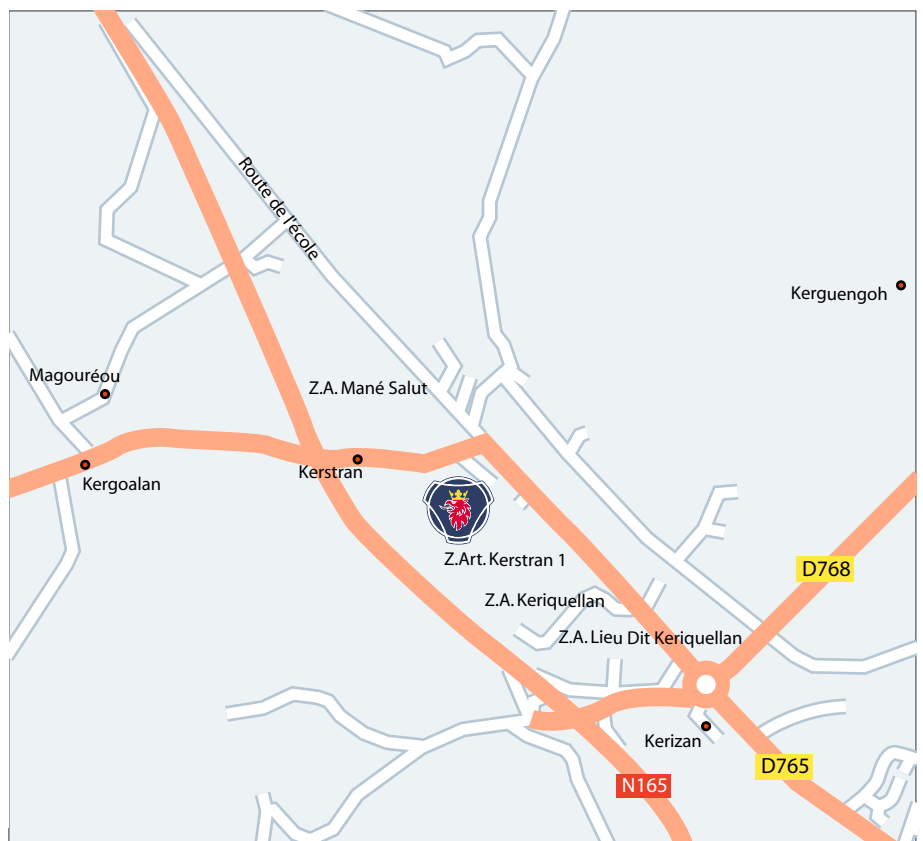 Route de l'école
Kerguengoh
Magouréou
Z.A. Mané Salut
Kerstran
Kergoalan
Z.Art. Kerstran 1
D768
Z.A. Keriquellan
Z.A. Lieu Dit Keriquellan
Kerizan
D765
N165